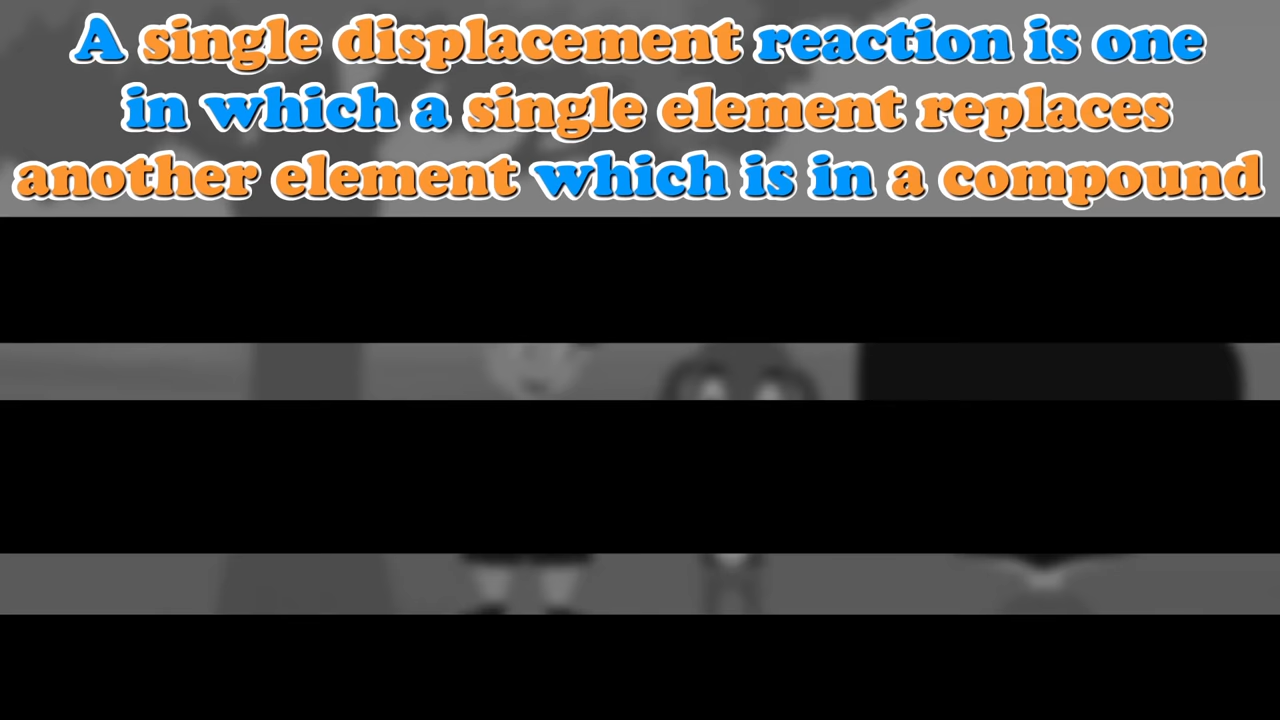 A single displacement reaction is one
in which a single element replaces
another element which is in a compound